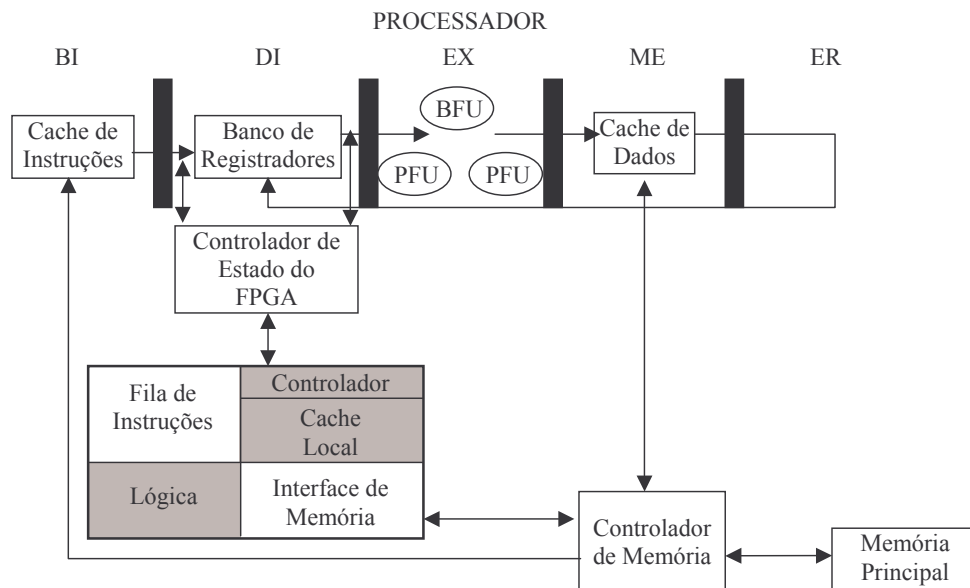 PROCESSADOR
BI DI EX ME ER
Cache de
Instruções
Banco de
Registradores
BFU
PFU PFU
Cache de
Dados
Controlador de
Estado do
FPGA
Fila de
Instruções
Controlador
Cache
Local
Lógica
Interface de
Memória
Controlador
de Memória
Memória
Principal